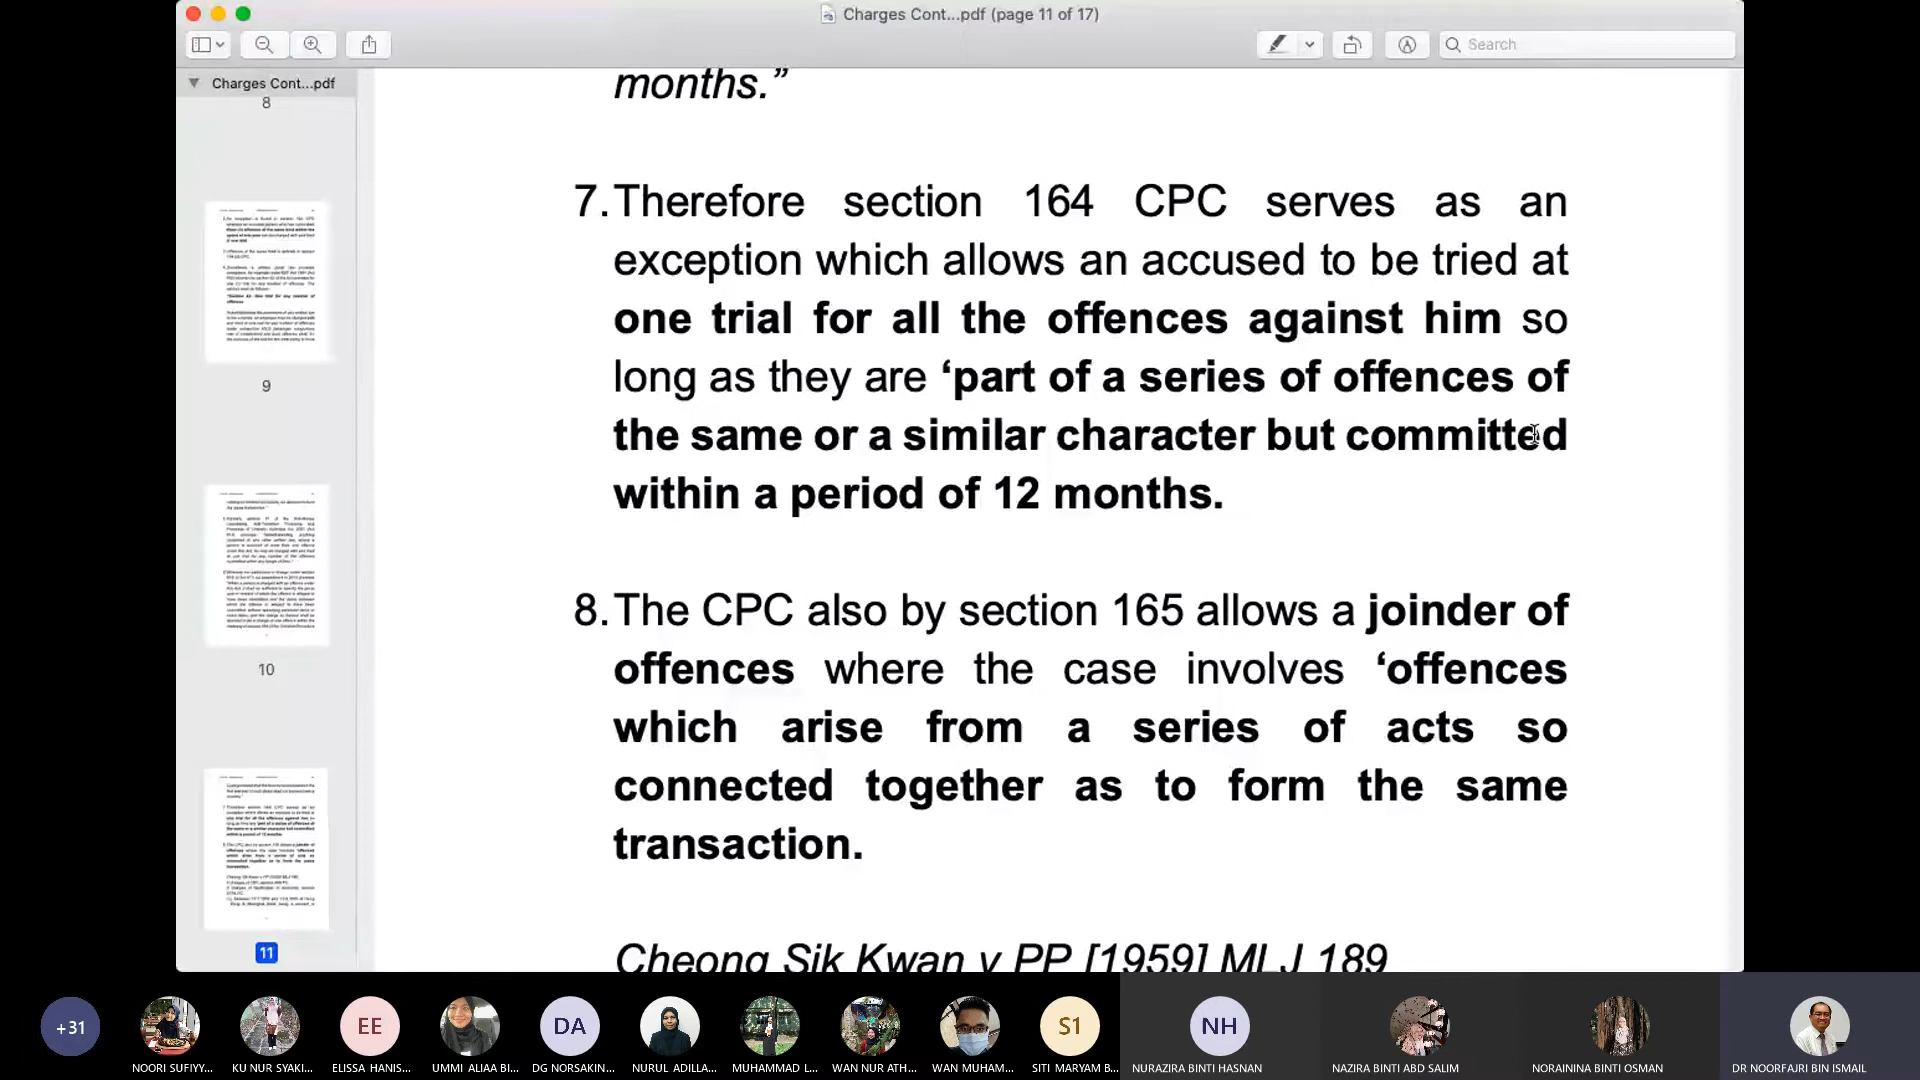 Charges Cont...pdf (page 11 of 17)
Search
Charges Cont...pdf
8
9
10
11
months.”
7. Therefore section 164 CPC serves as an
exception which allows an accused to be tried at
one trial for all the offences against him so
long as they are ‘part of a series of offences of
the same or a similar character but committed
within a period of 12 months.
8. The CPC also by section 165 allows a joinder of
offences where the case involves ‘offences
which arise from a series of acts so
connected together as to form the same
transaction.
Cheong Sik Kwan v PP [1959] MLJ 189
+31
EE
DA
S1
NH
NOORI SUFIYY...
KU NUR SYAKI...
ELISSA HANIS...
UMMI ALIAA BI...
DG NORSAKIN...
NURUL ADILLA...
MUHAMMAD L...
WAN NUR ATH...
WAN MUHAM...
SITI MARYAM B...
NURAZIRA BINTI HASNAN
NAZIRA BINTI ABD SALIM
NORAININA BINTI OSMAN
DR NOORFAJRI BIN ISMAIL